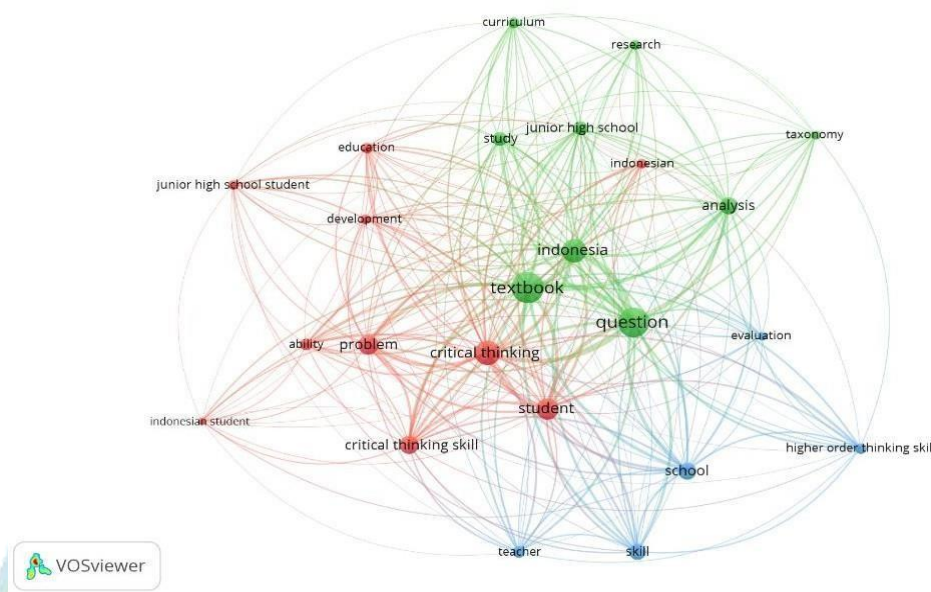 curriculum
research
junior high school
study
taxonomy
education
indonesian
junior high school student
analysis
development
indonesia
textbook
question
evaluation
ability
problem
critical thinking
student
indonesian student
critical thinking skill
higher order thinking skil
school
teacher
skill
VOSviewer